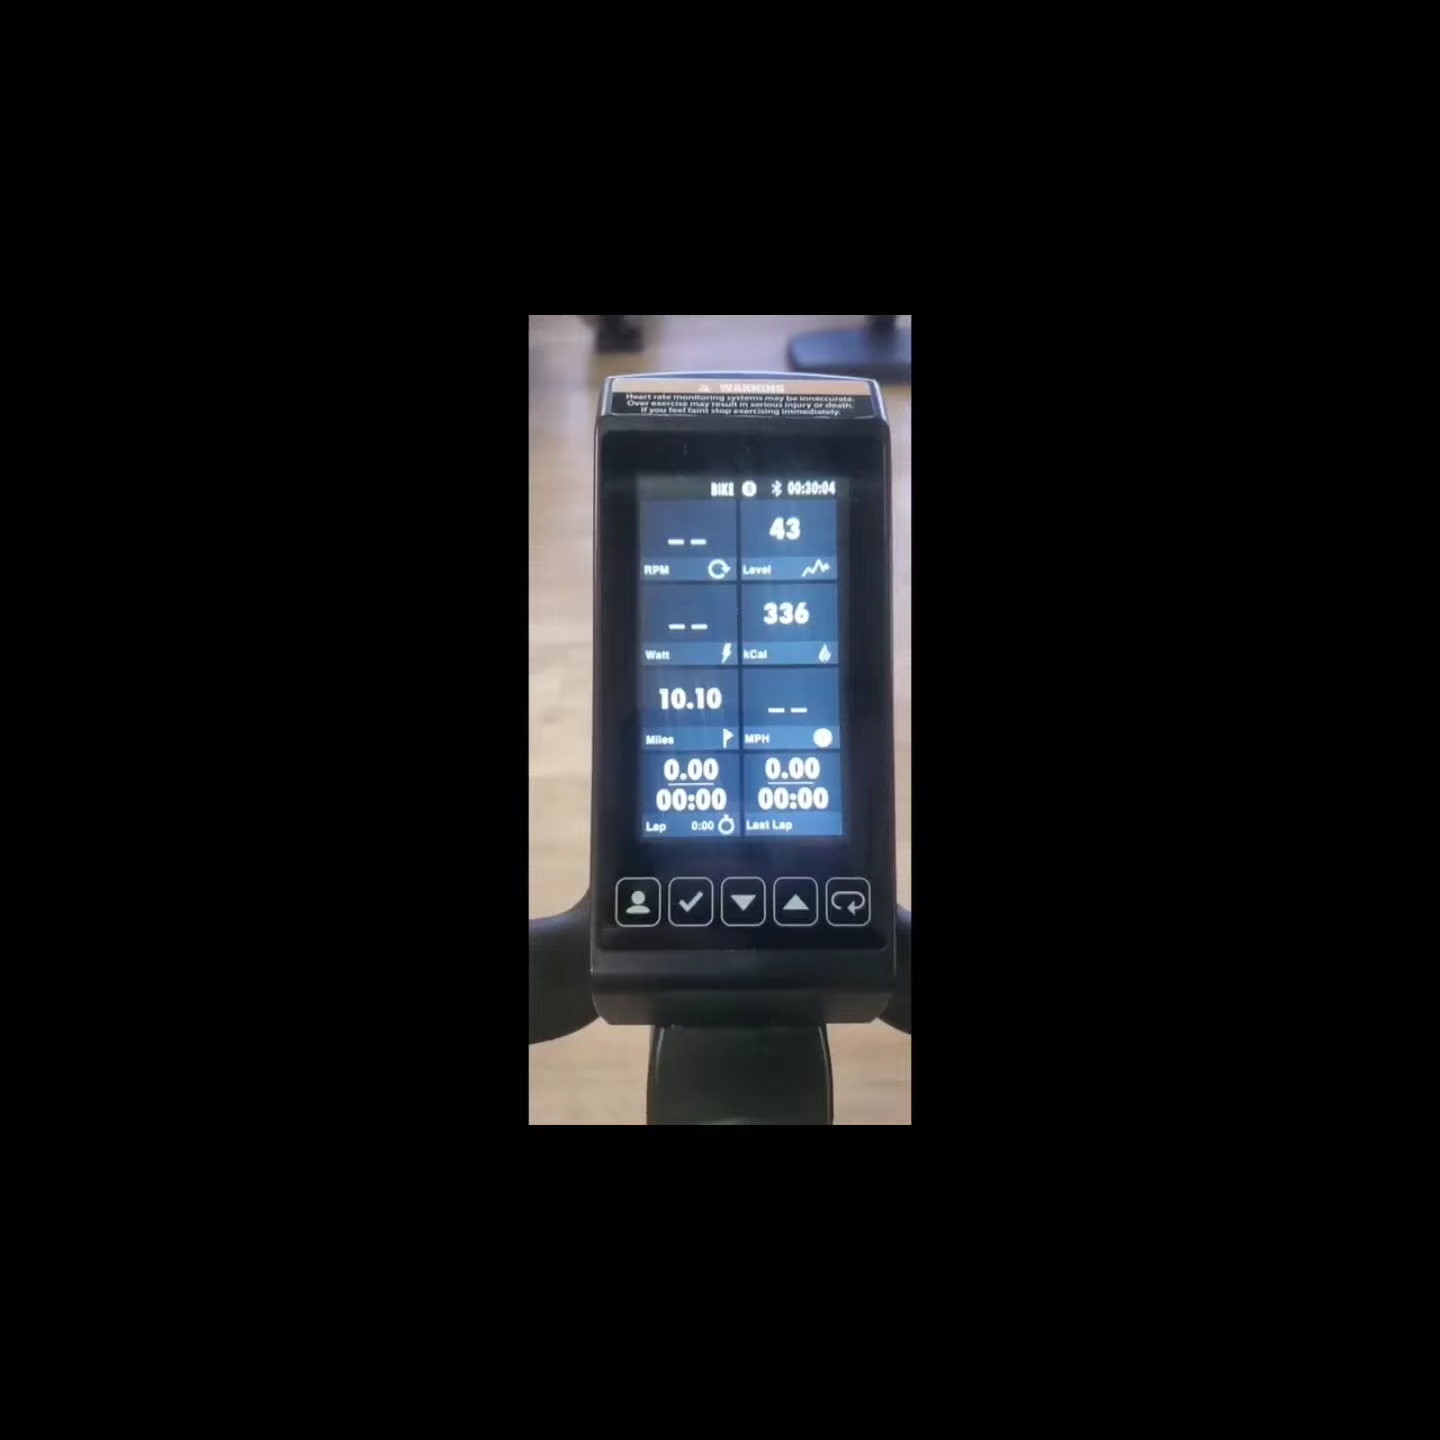 WARNING
Heart rate monitoring systems may be innaccurate.
Over exercise may result in serious injury or death.
If you feel faint stop exercising immediately.
BIKE 00:30:04
-- 43
RPM Level
-- 336
Watt kCal
10.10 --
Miles MPH
0.00 0.00
00:00 00:00
Lap 0:00 Last Lap